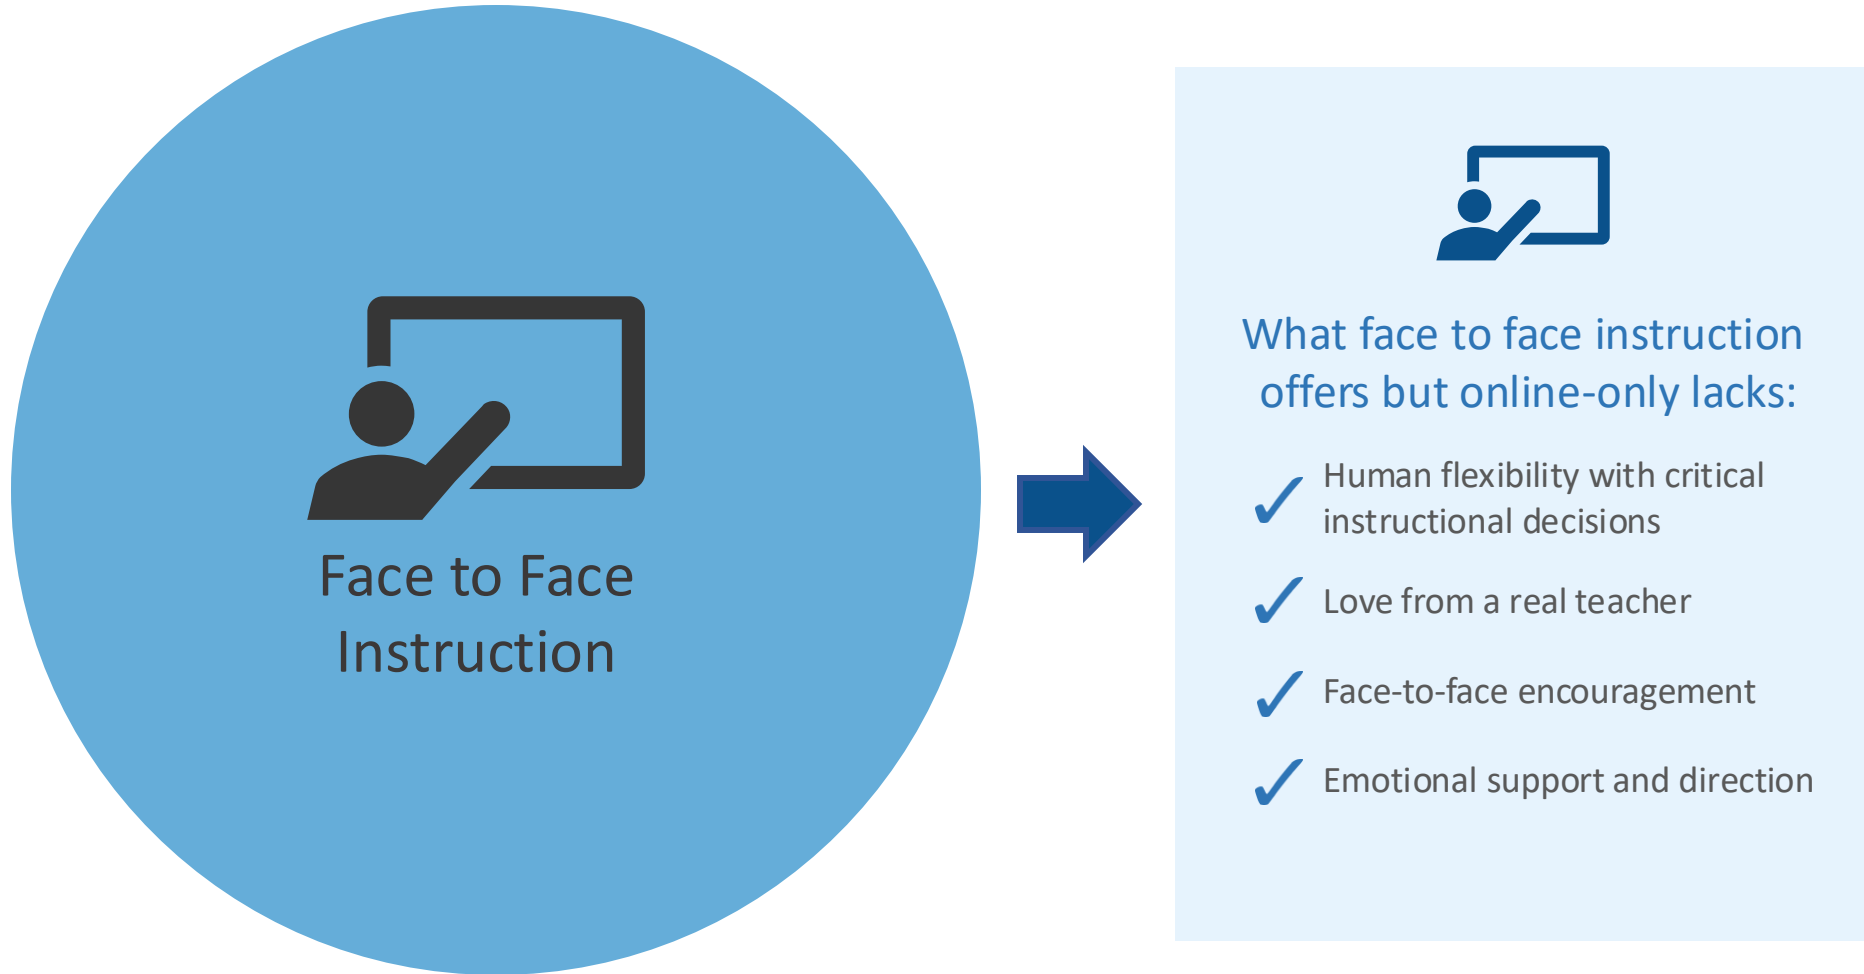 Face to Face
Instruction
What face to face instruction
offers but online-only lacks:
Human flexibility with critical
instructional decisions
Love from a real teacher
Face-to-face encouragement
Emotional support and direction